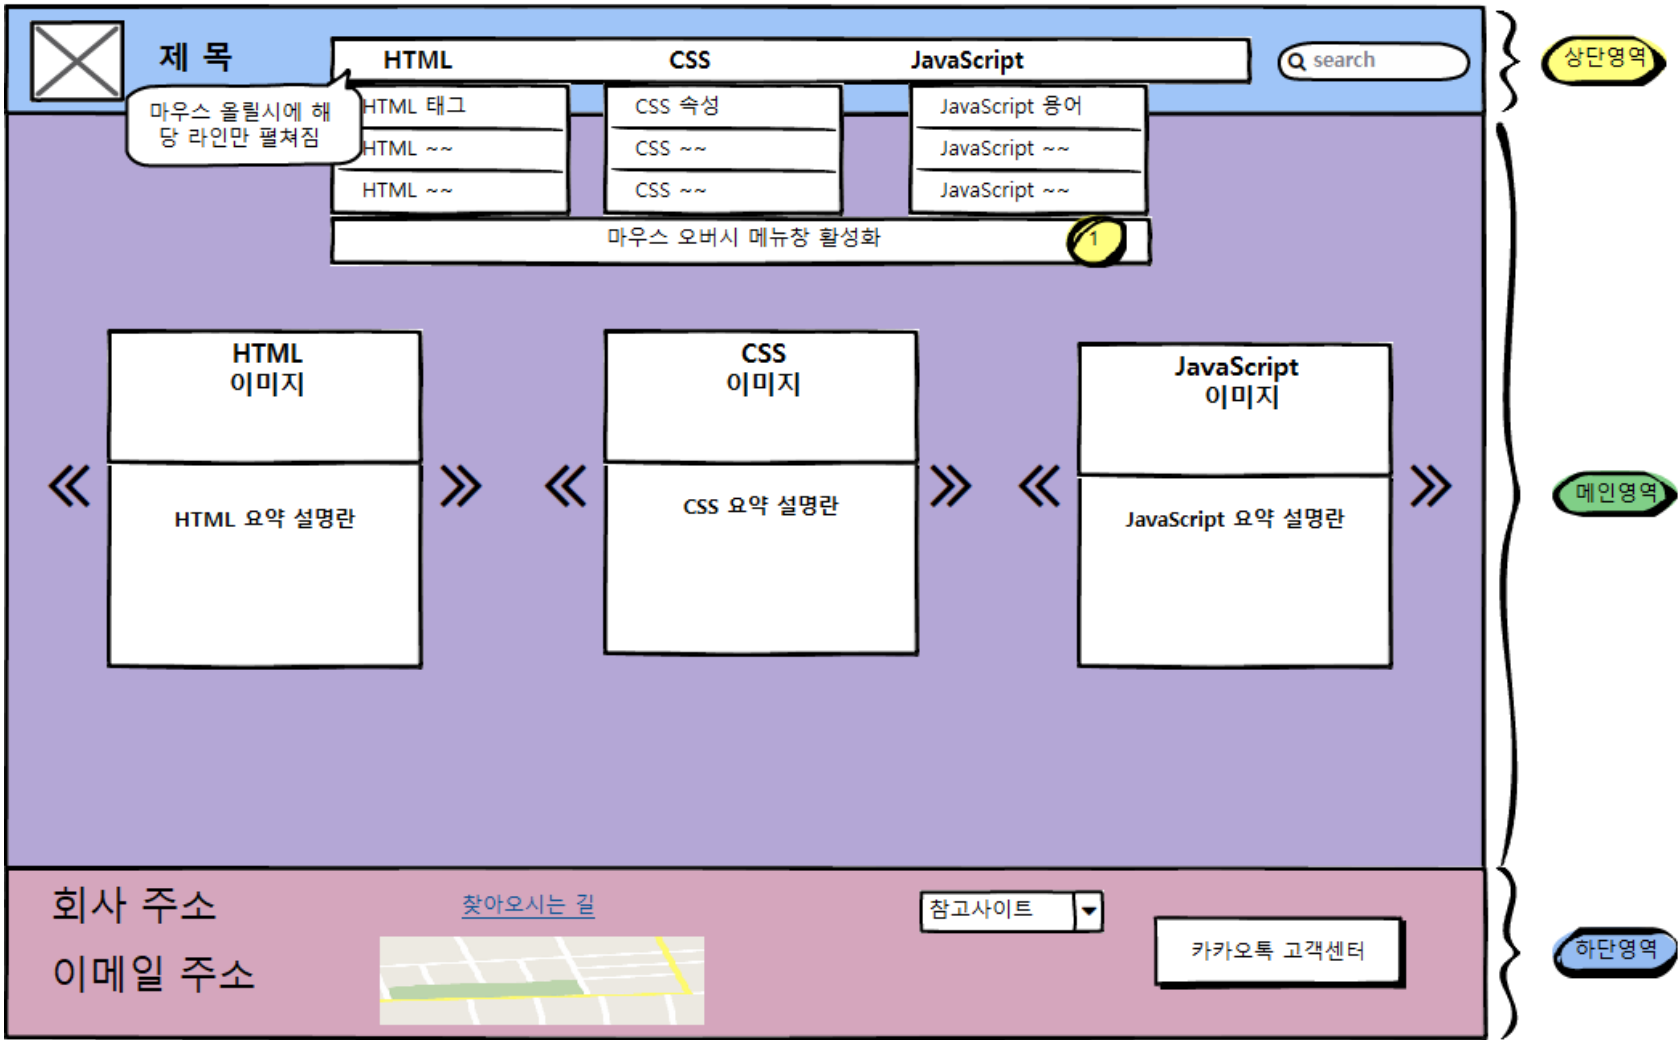 제 목
HTML
CSS
JavaScript
search
상단영역
마우스 올릴시에 해
당 라인만 펼쳐짐
HTML 태그
HTML ~~
HTML ~~
CSS 속성
CSS ~~
CSS ~~
JavaScript 용어
JavaScript ~~
JavaScript ~~
마우스 오버시 메뉴창 활성화
1
HTML
이미지
HTML 요약 설명란
CSS
이미지
CSS 요약 설명란
JavaScript
이미지
JavaScript 요약 설명란
메인영역
회사 주소
이메일 주소
찾아오시는 길
참고사이트
카카오톡 고객센터
하단영역